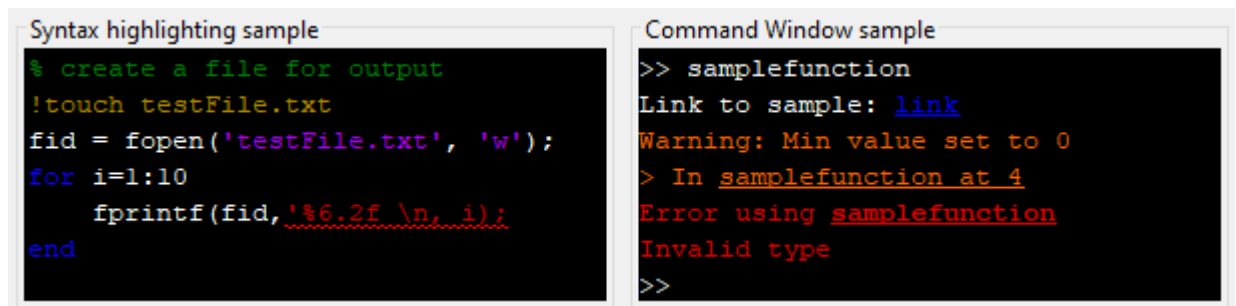 Syntax highlighting sample
% create a file for output
!touch testFile.txt
fid = fopen('testFile.txt', 'w');
for i=1:10
    fprintf(fid,'%6.2f \n, i);
end
Command Window sample
>> samplefunction
Link to sample: link
Warning: Min value set to 0
> In samplefunction at 4
Error using samplefunction
Invalid type
>>